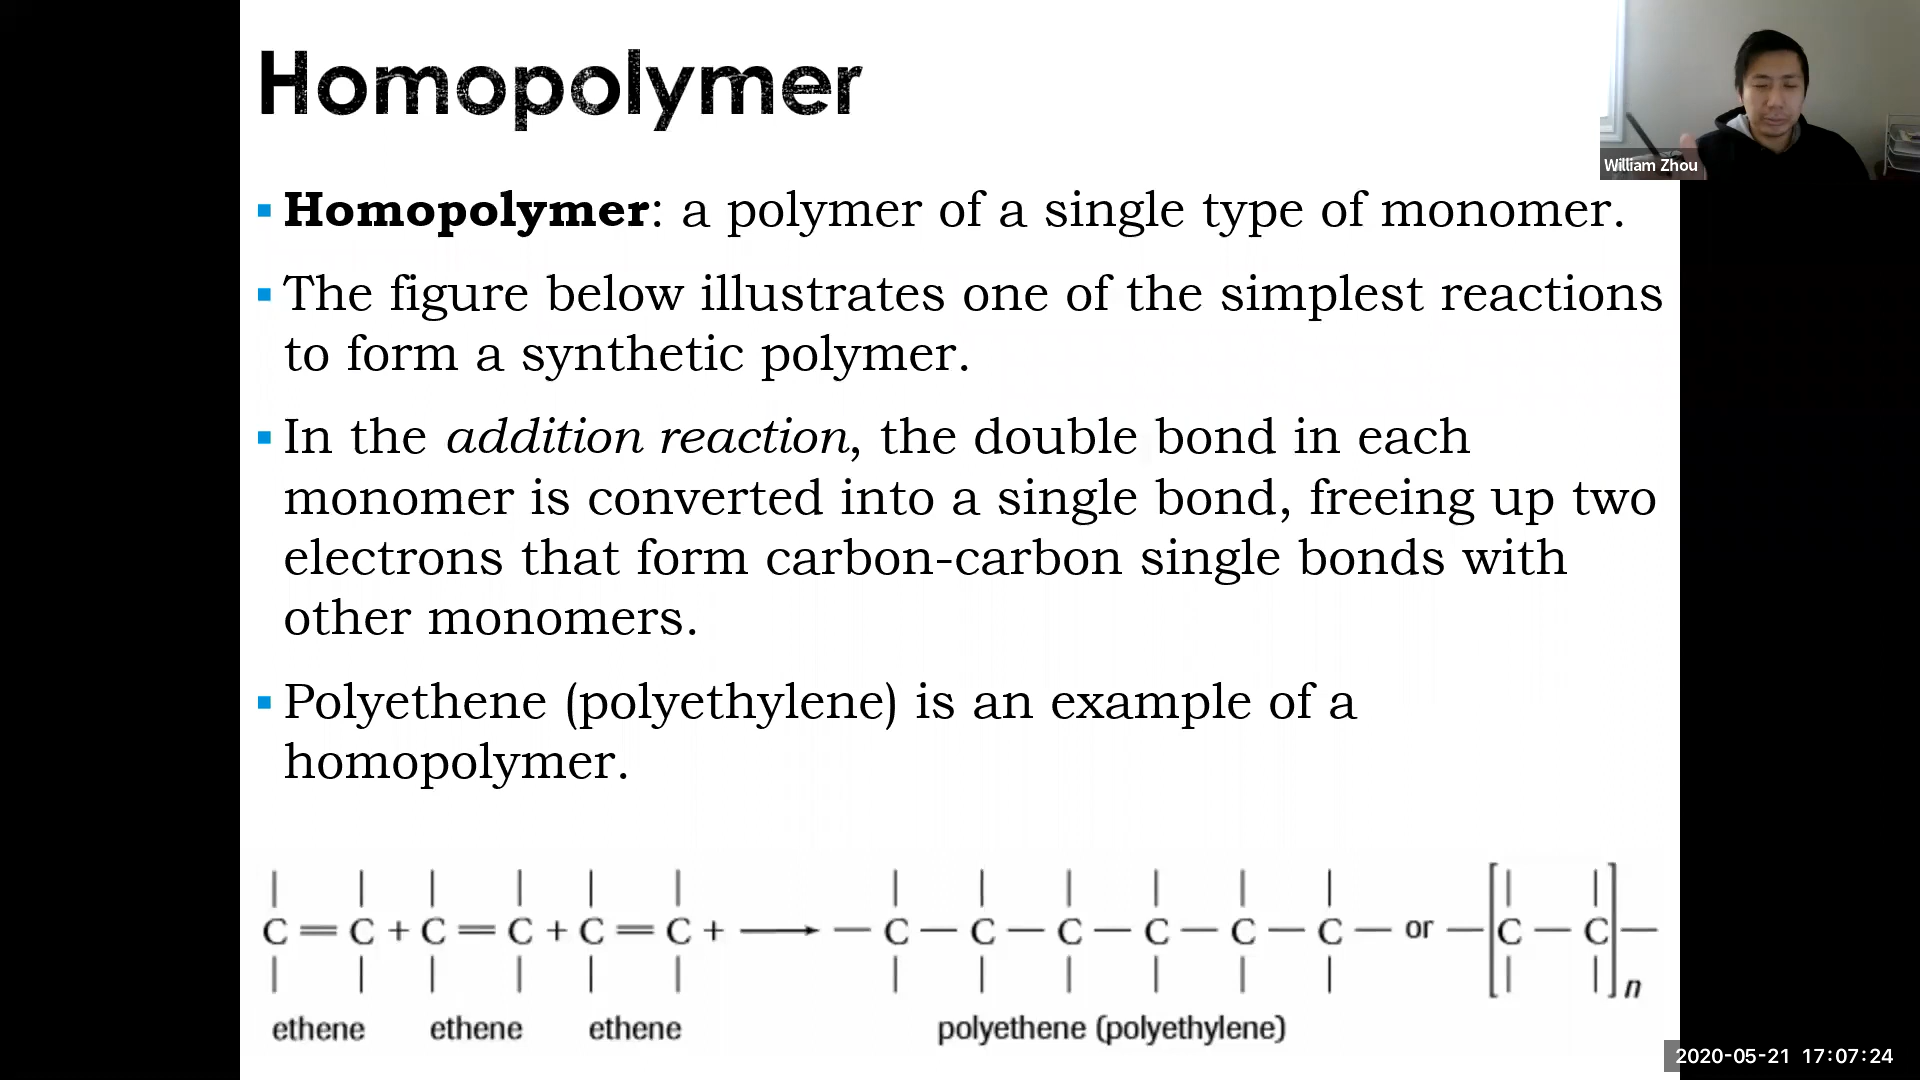 Homopolymer
William Zhou
▪ Homopolymer: a polymer of a single type of monomer.
▪ The figure below illustrates one of the simplest reactions
to form a synthetic polymer.
▪ In the addition reaction, the double bond in each
monomer is converted into a single bond, freeing up two
electrons that form carbon-carbon single bonds with
other monomers.
▪ Polyethene (polyethylene) is an example of a
homopolymer.
C = C + C = C + C = C + ⟶ — C — C — C — C — C — C — or —[C — C]—
n
ethene ethene ethene polyethene (polyethylene)
2020-05-21 17:07:24